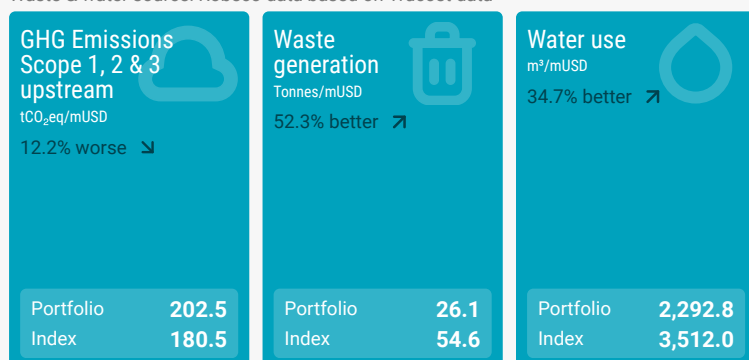 GHG Emissions
Scope 1, 2 & 3
upstream
tCO₂eq/mUSD
12.2% worse
Portfolio 202.5
Index 180.5
Waste
generation
Tonnes/mUSD
52.3% better
Portfolio 26.1
Index 54.6
Water use
m³/mUSD
34.7% better
Portfolio 2,292.8
Index 3,512.0